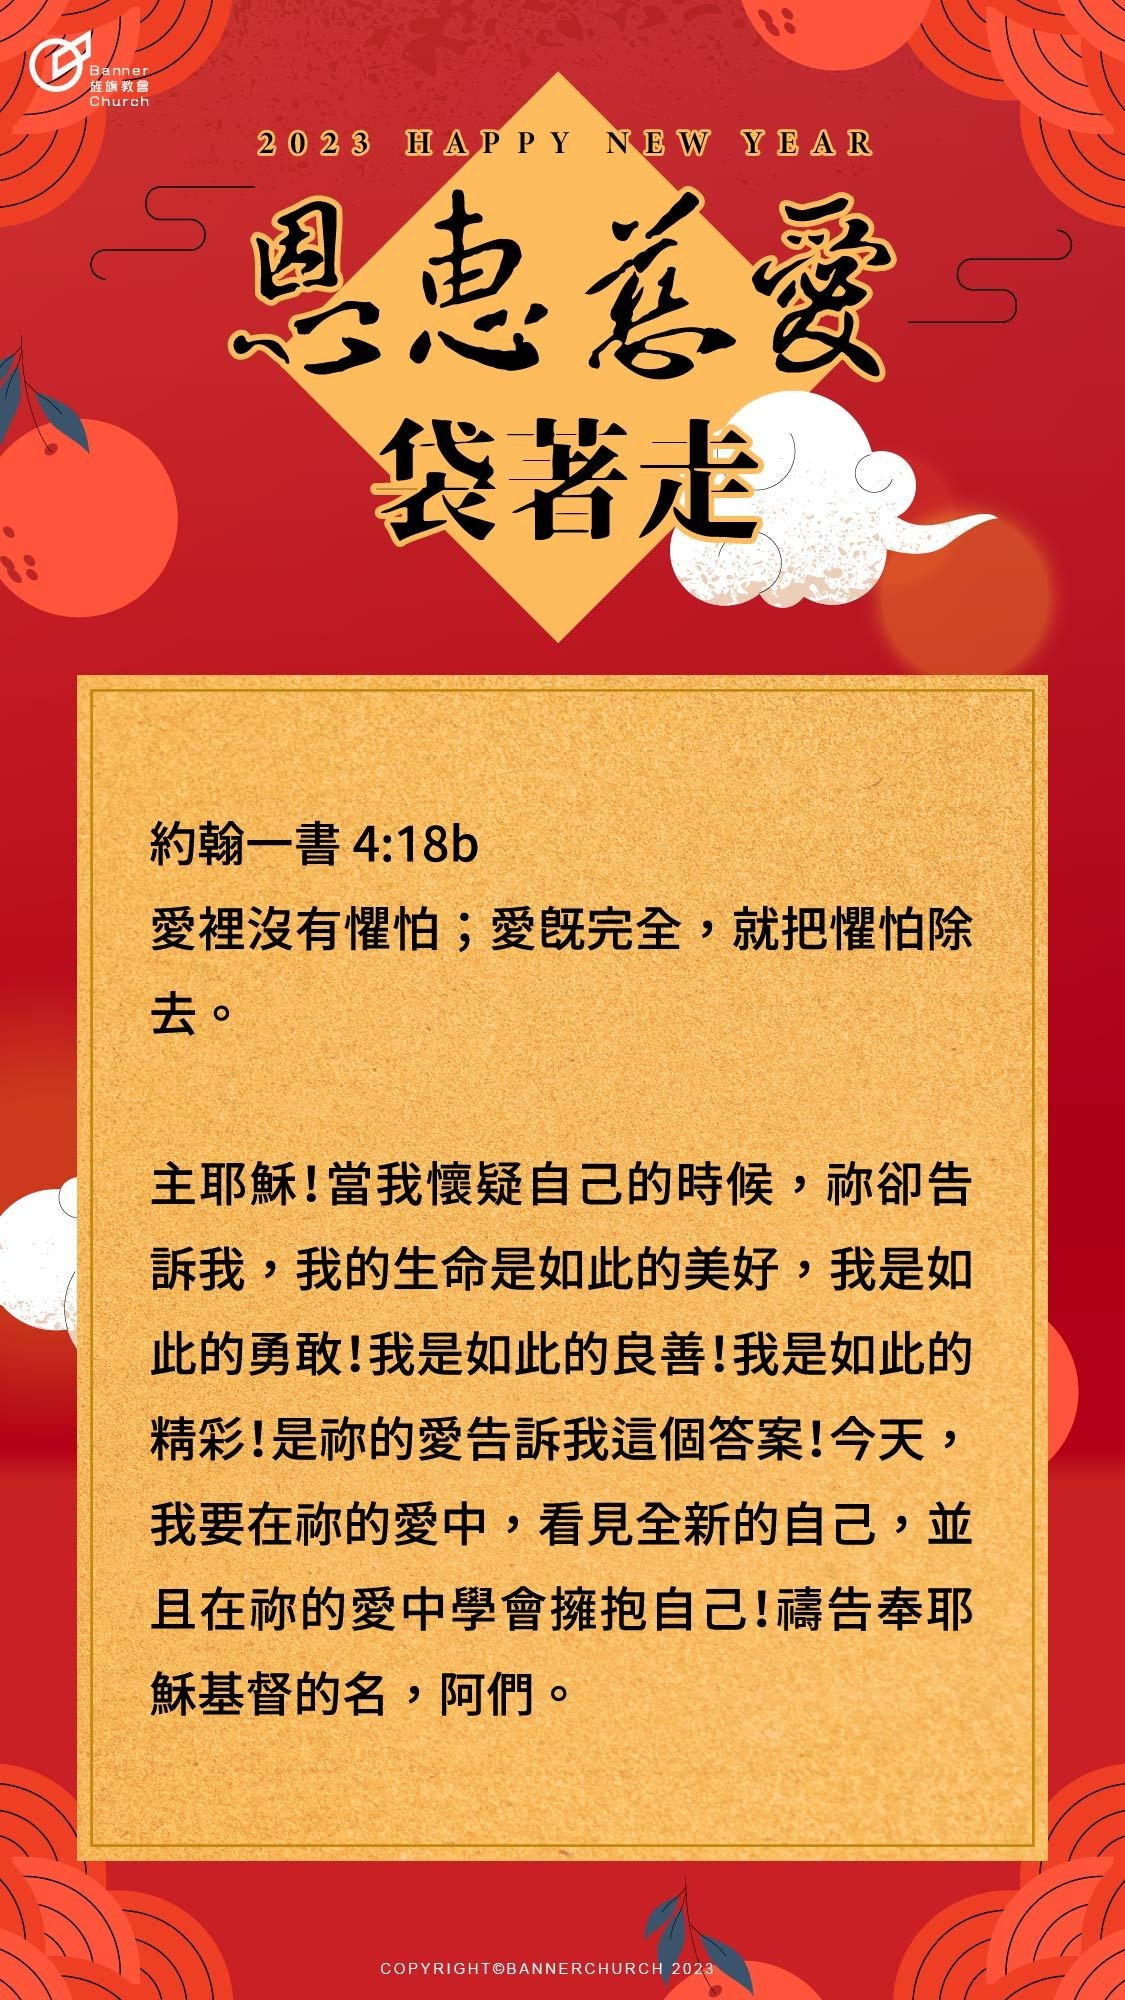 Banner
旌旗教會
Church
2023 HAPPY NEW YEAR
恩惠慈愛
袋著走
約翰一書 4:18b
愛裡沒有懼怕；愛既完全，就把懼怕除
去。
主耶穌！當我懷疑自己的時候，祢卻告
訴我，我的生命是如此的美好，我是如
此的勇敢！我是如此的良善！我是如此的
精彩！是祢的愛告訴我這個答案！今天，
我要在祢的愛中，看見全新的自己，並
且在祢的愛中學會擁抱自己！禱告奉耶
穌基督的名，阿們。
COPYRIGHT©BANNERCHURCH 2023